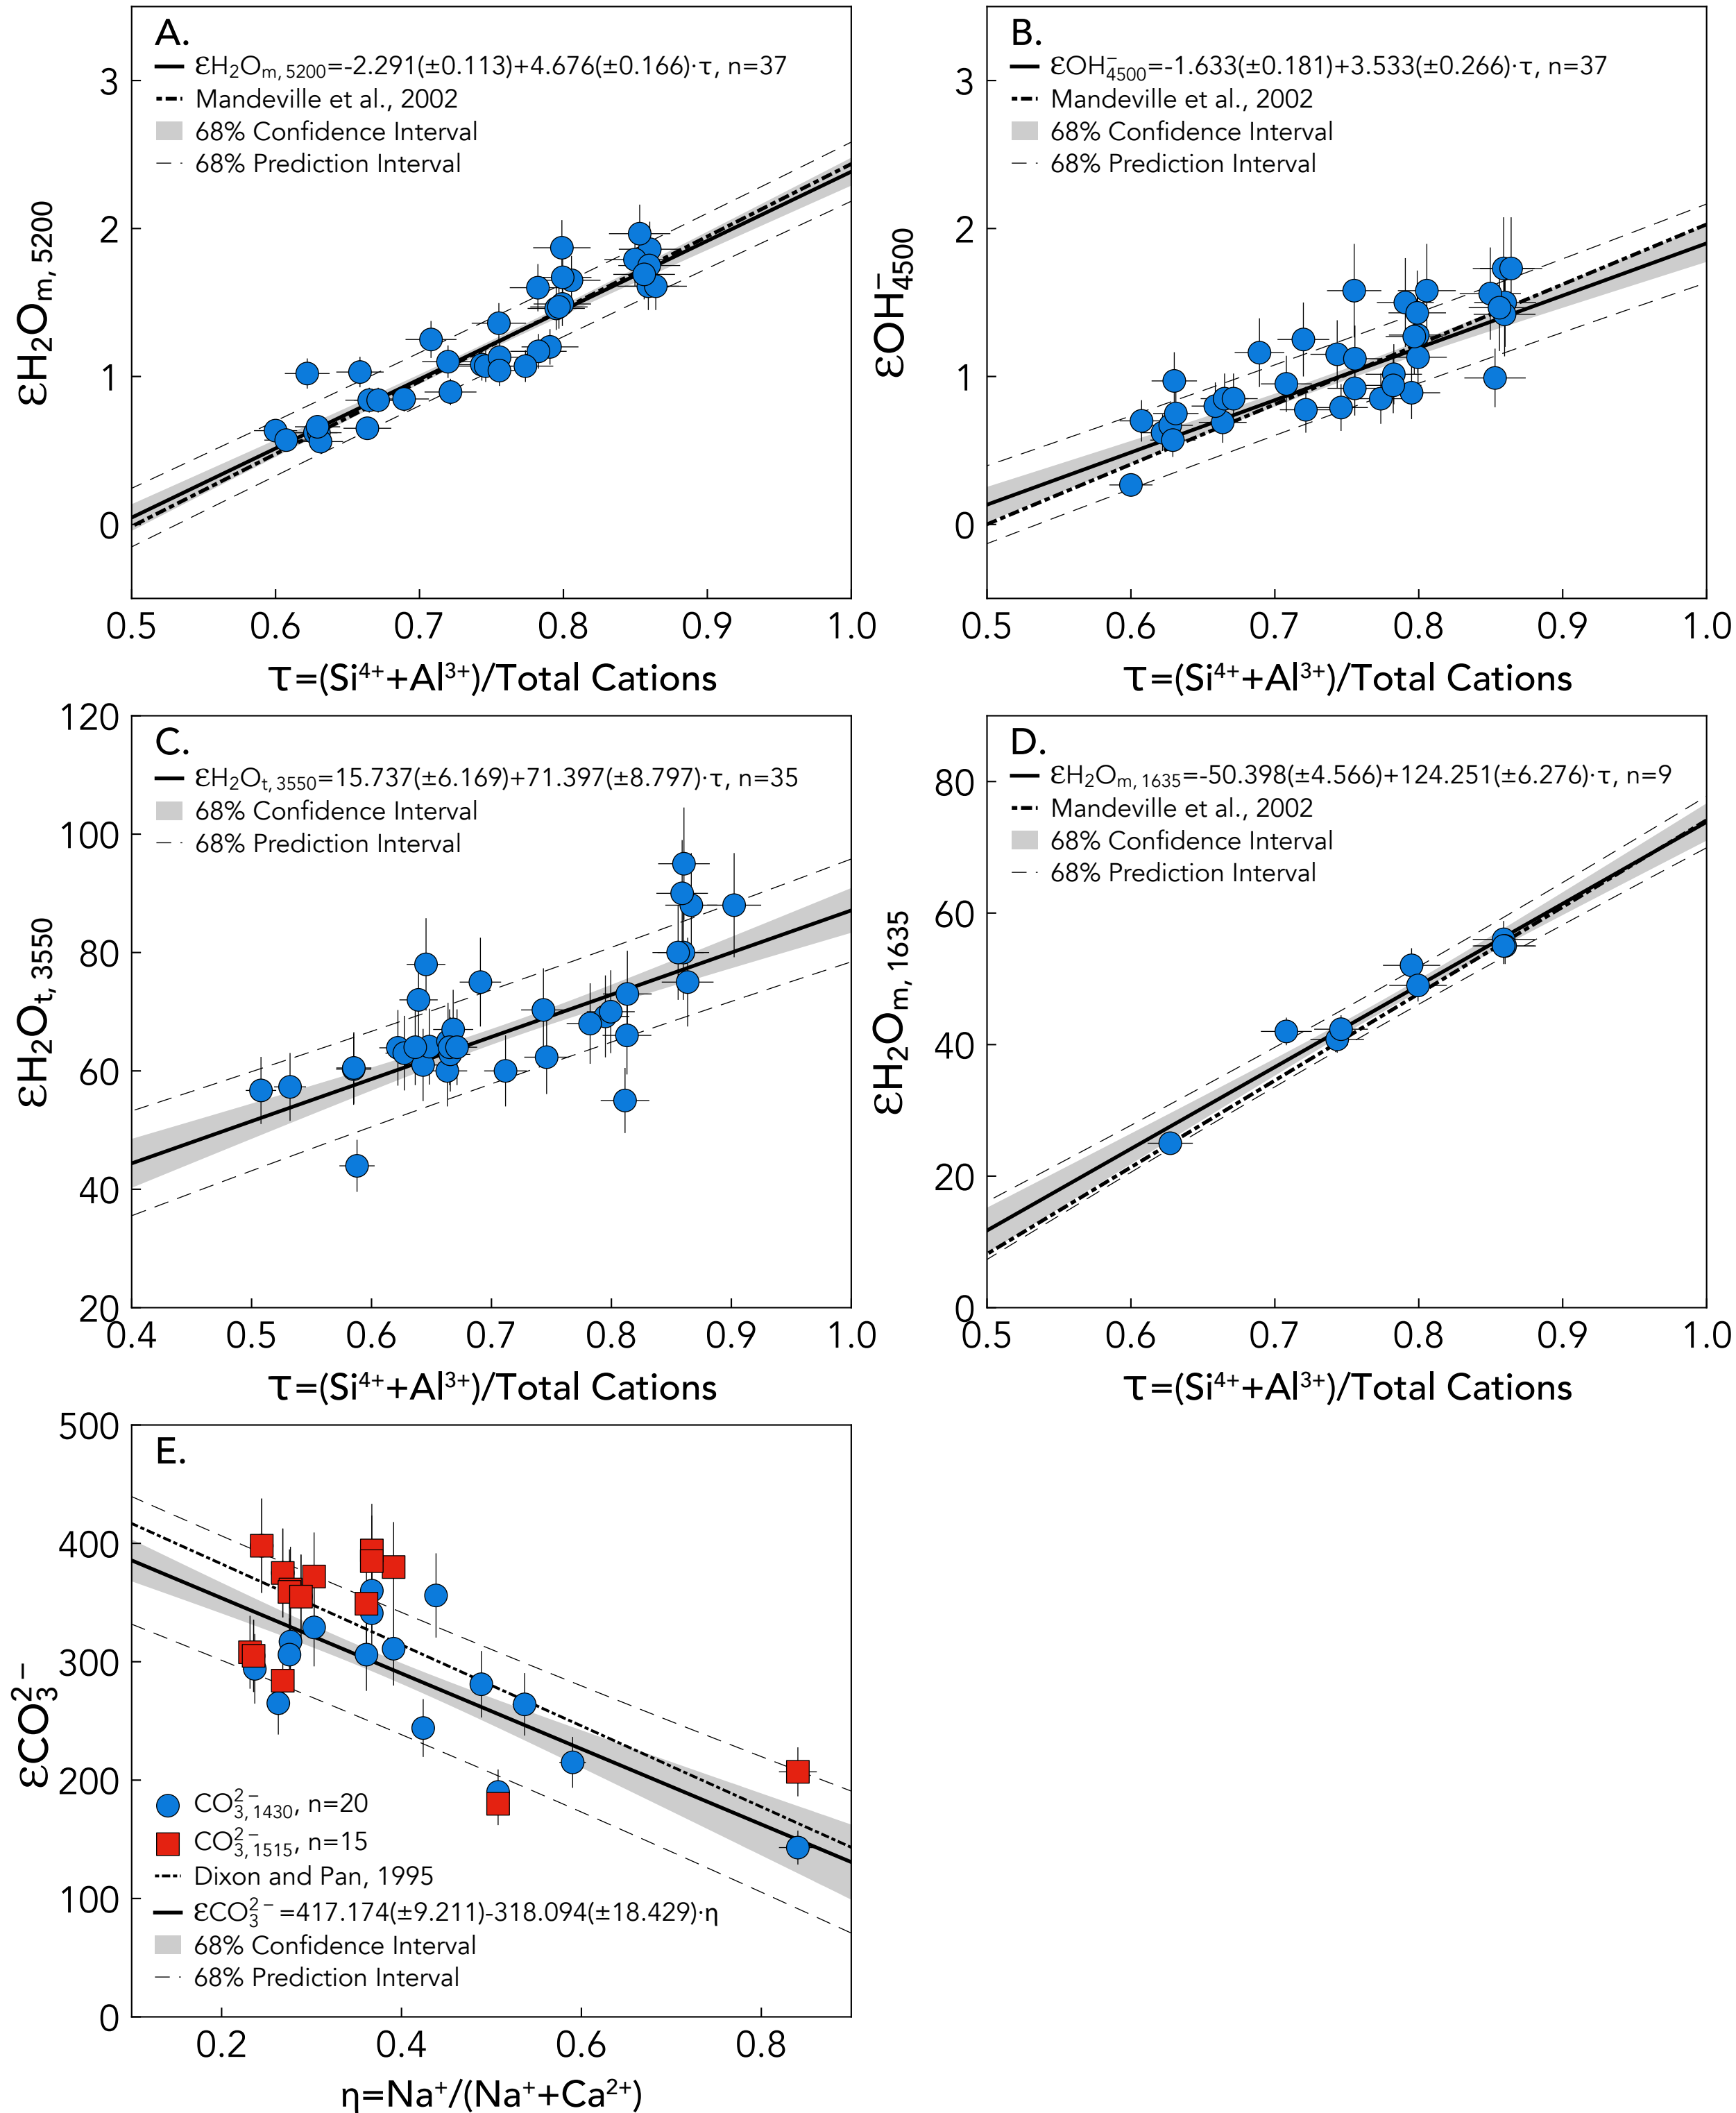 A.
εH₂Oₘ,₅₂₀₀=-2.291(±0.113)+4.676(±0.166)·τ, n=37
Mandeville et al., 2002
68% Confidence Interval
68% Prediction Interval
3
2
1
0
εH₂Oₘ, ₅₂₀₀
0.5 0.6 0.7 0.8 0.9 1.0
τ=(Si⁴⁺+Al³⁺)/Total Cations
B.
εOH⁻₄₅₀₀=-1.633(±0.181)+3.533(±0.266)·τ, n=37
Mandeville et al., 2002
68% Confidence Interval
68% Prediction Interval
3
2
1
0
εOH⁻₄₅₀₀
0.5 0.6 0.7 0.8 0.9 1.0
τ=(Si⁴⁺+Al³⁺)/Total Cations
C.
εH₂Oₜ,₃₅₅₀=15.737(±6.169)+71.397(±8.797)·τ, n=35
68% Confidence Interval
68% Prediction Interval
120
100
80
60
40
20
εH₂Oₜ, ₃₅₅₀
0.4 0.5 0.6 0.7 0.8 0.9 1.0
τ=(Si⁴⁺+Al³⁺)/Total Cations
D.
εH₂Oₘ,₁₆₃₅=-50.398(±4.566)+124.251(±6.276)·τ, n=9
Mandeville et al., 2002
68% Confidence Interval
68% Prediction Interval
80
60
40
20
0
εH₂Oₘ, ₁₆₃₅
0.5 0.6 0.7 0.8 0.9 1.0
τ=(Si⁴⁺+Al³⁺)/Total Cations
E.
500
400
300
200
100
0
εCO₃²⁻
CO₃²⁻,₁₄₃₀, n=20
CO₃²⁻,₁₅₁₅, n=15
Dixon and Pan, 1995
εCO₃²⁻=417.174(±9.211)-318.094(±18.429)·η
68% Confidence Interval
68% Prediction Interval
0.2 0.4 0.6 0.8
η=Na⁺/(Na⁺+Ca²⁺)